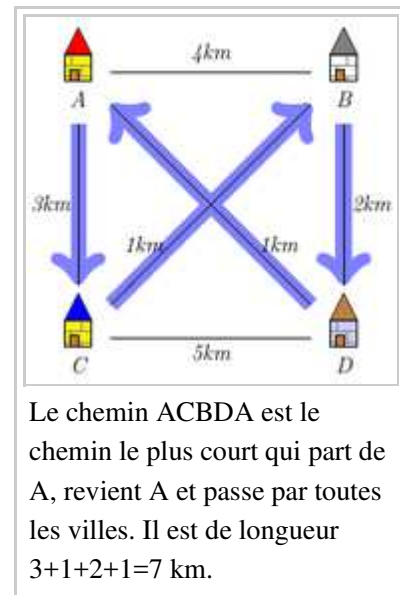 4km
A B
3km 2km
1km 1km
C 5km D
Le chemin ACBDA est le
chemin le plus court qui part de
A, revient A et passe par toutes
les villes. Il est de longueur
3+1+2+1=7 km.